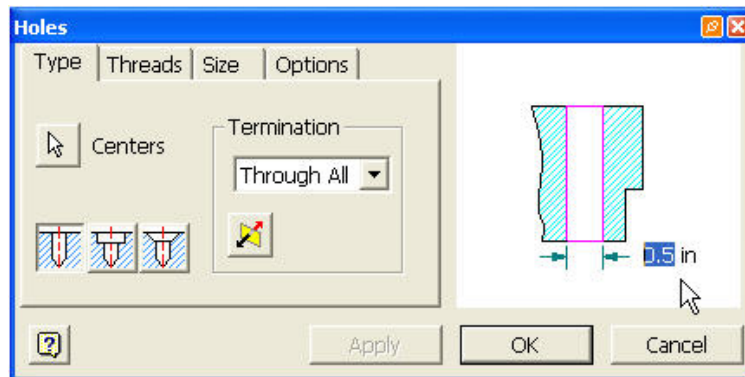 Holes
Type Threads Size Options
Centers
Termination
Through All
0.5 in
?
Apply OK Cancel